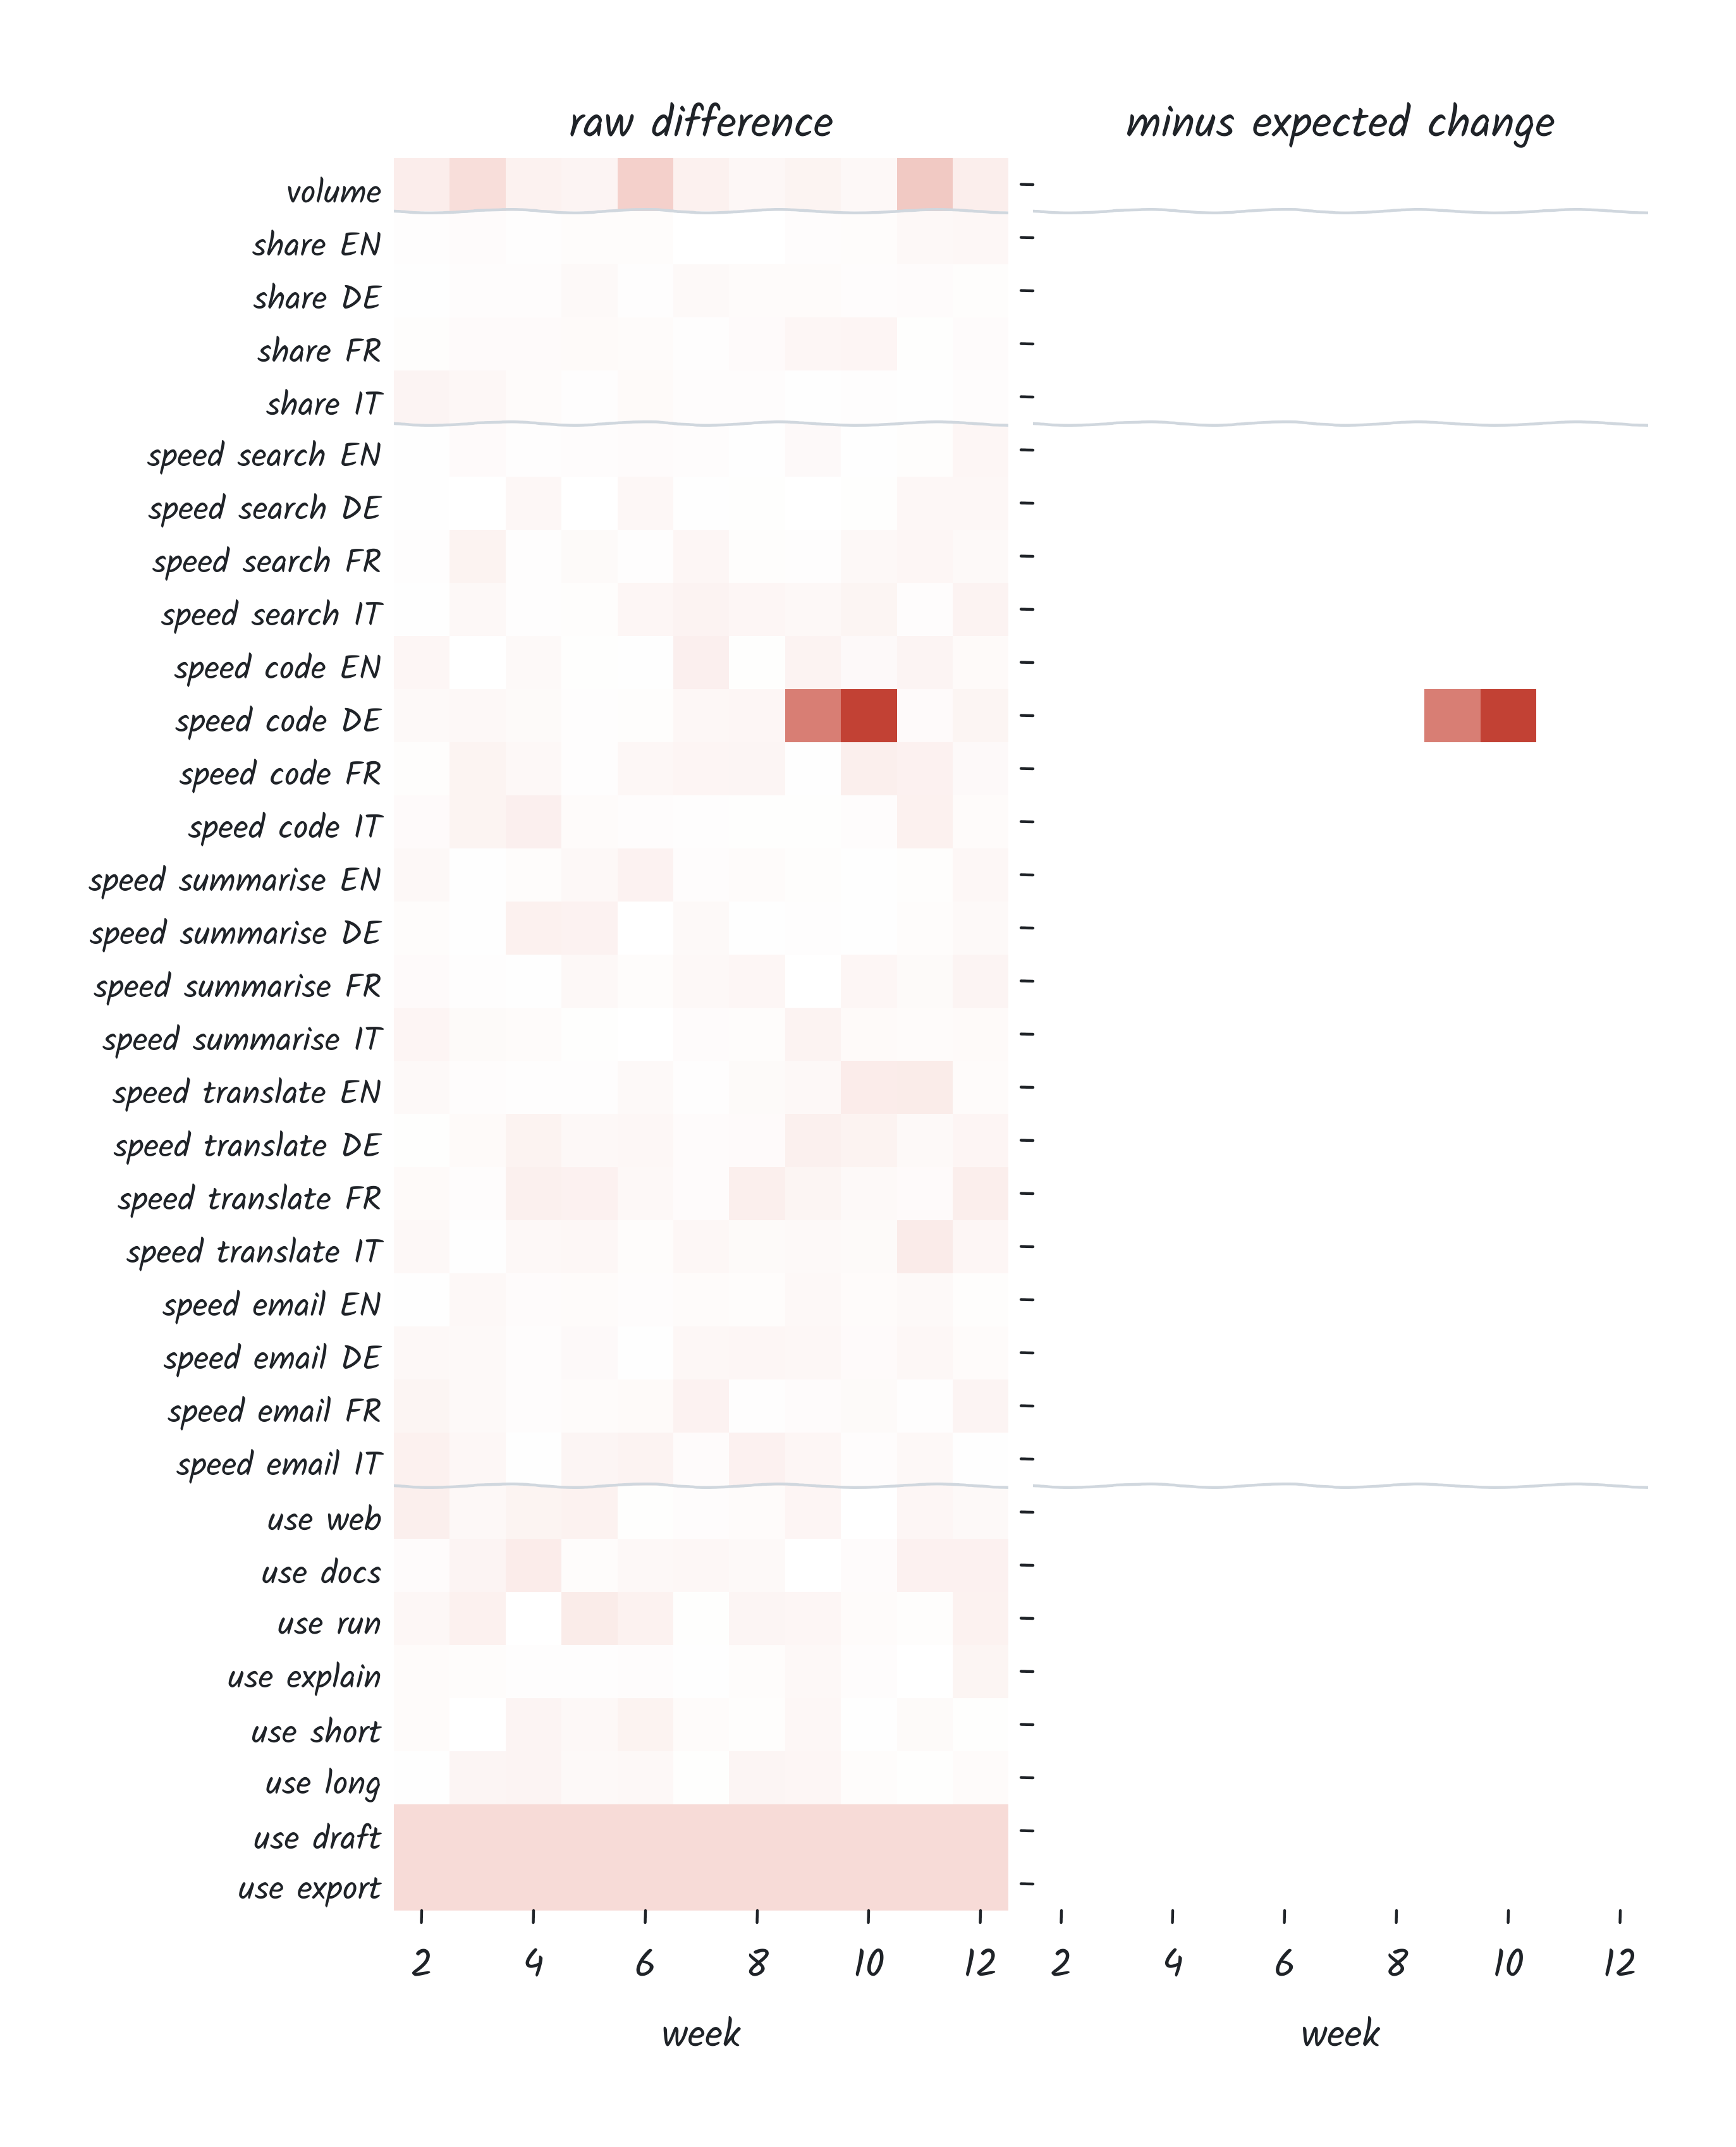 raw difference
minus expected change
volume
share EN
share DE
share FR
share IT
speed search EN
speed search DE
speed search FR
speed search IT
speed code EN
speed code DE
speed code FR
speed code IT
speed summarise EN
speed summarise DE
speed summarise FR
speed summarise IT
speed translate EN
speed translate DE
speed translate FR
speed translate IT
speed email EN
speed email DE
speed email FR
speed email IT
use web
use docs
use run
use explain
use short
use long
use draft
use export
2 4 6 8 10 12
2 4 6 8 10 12
week
week